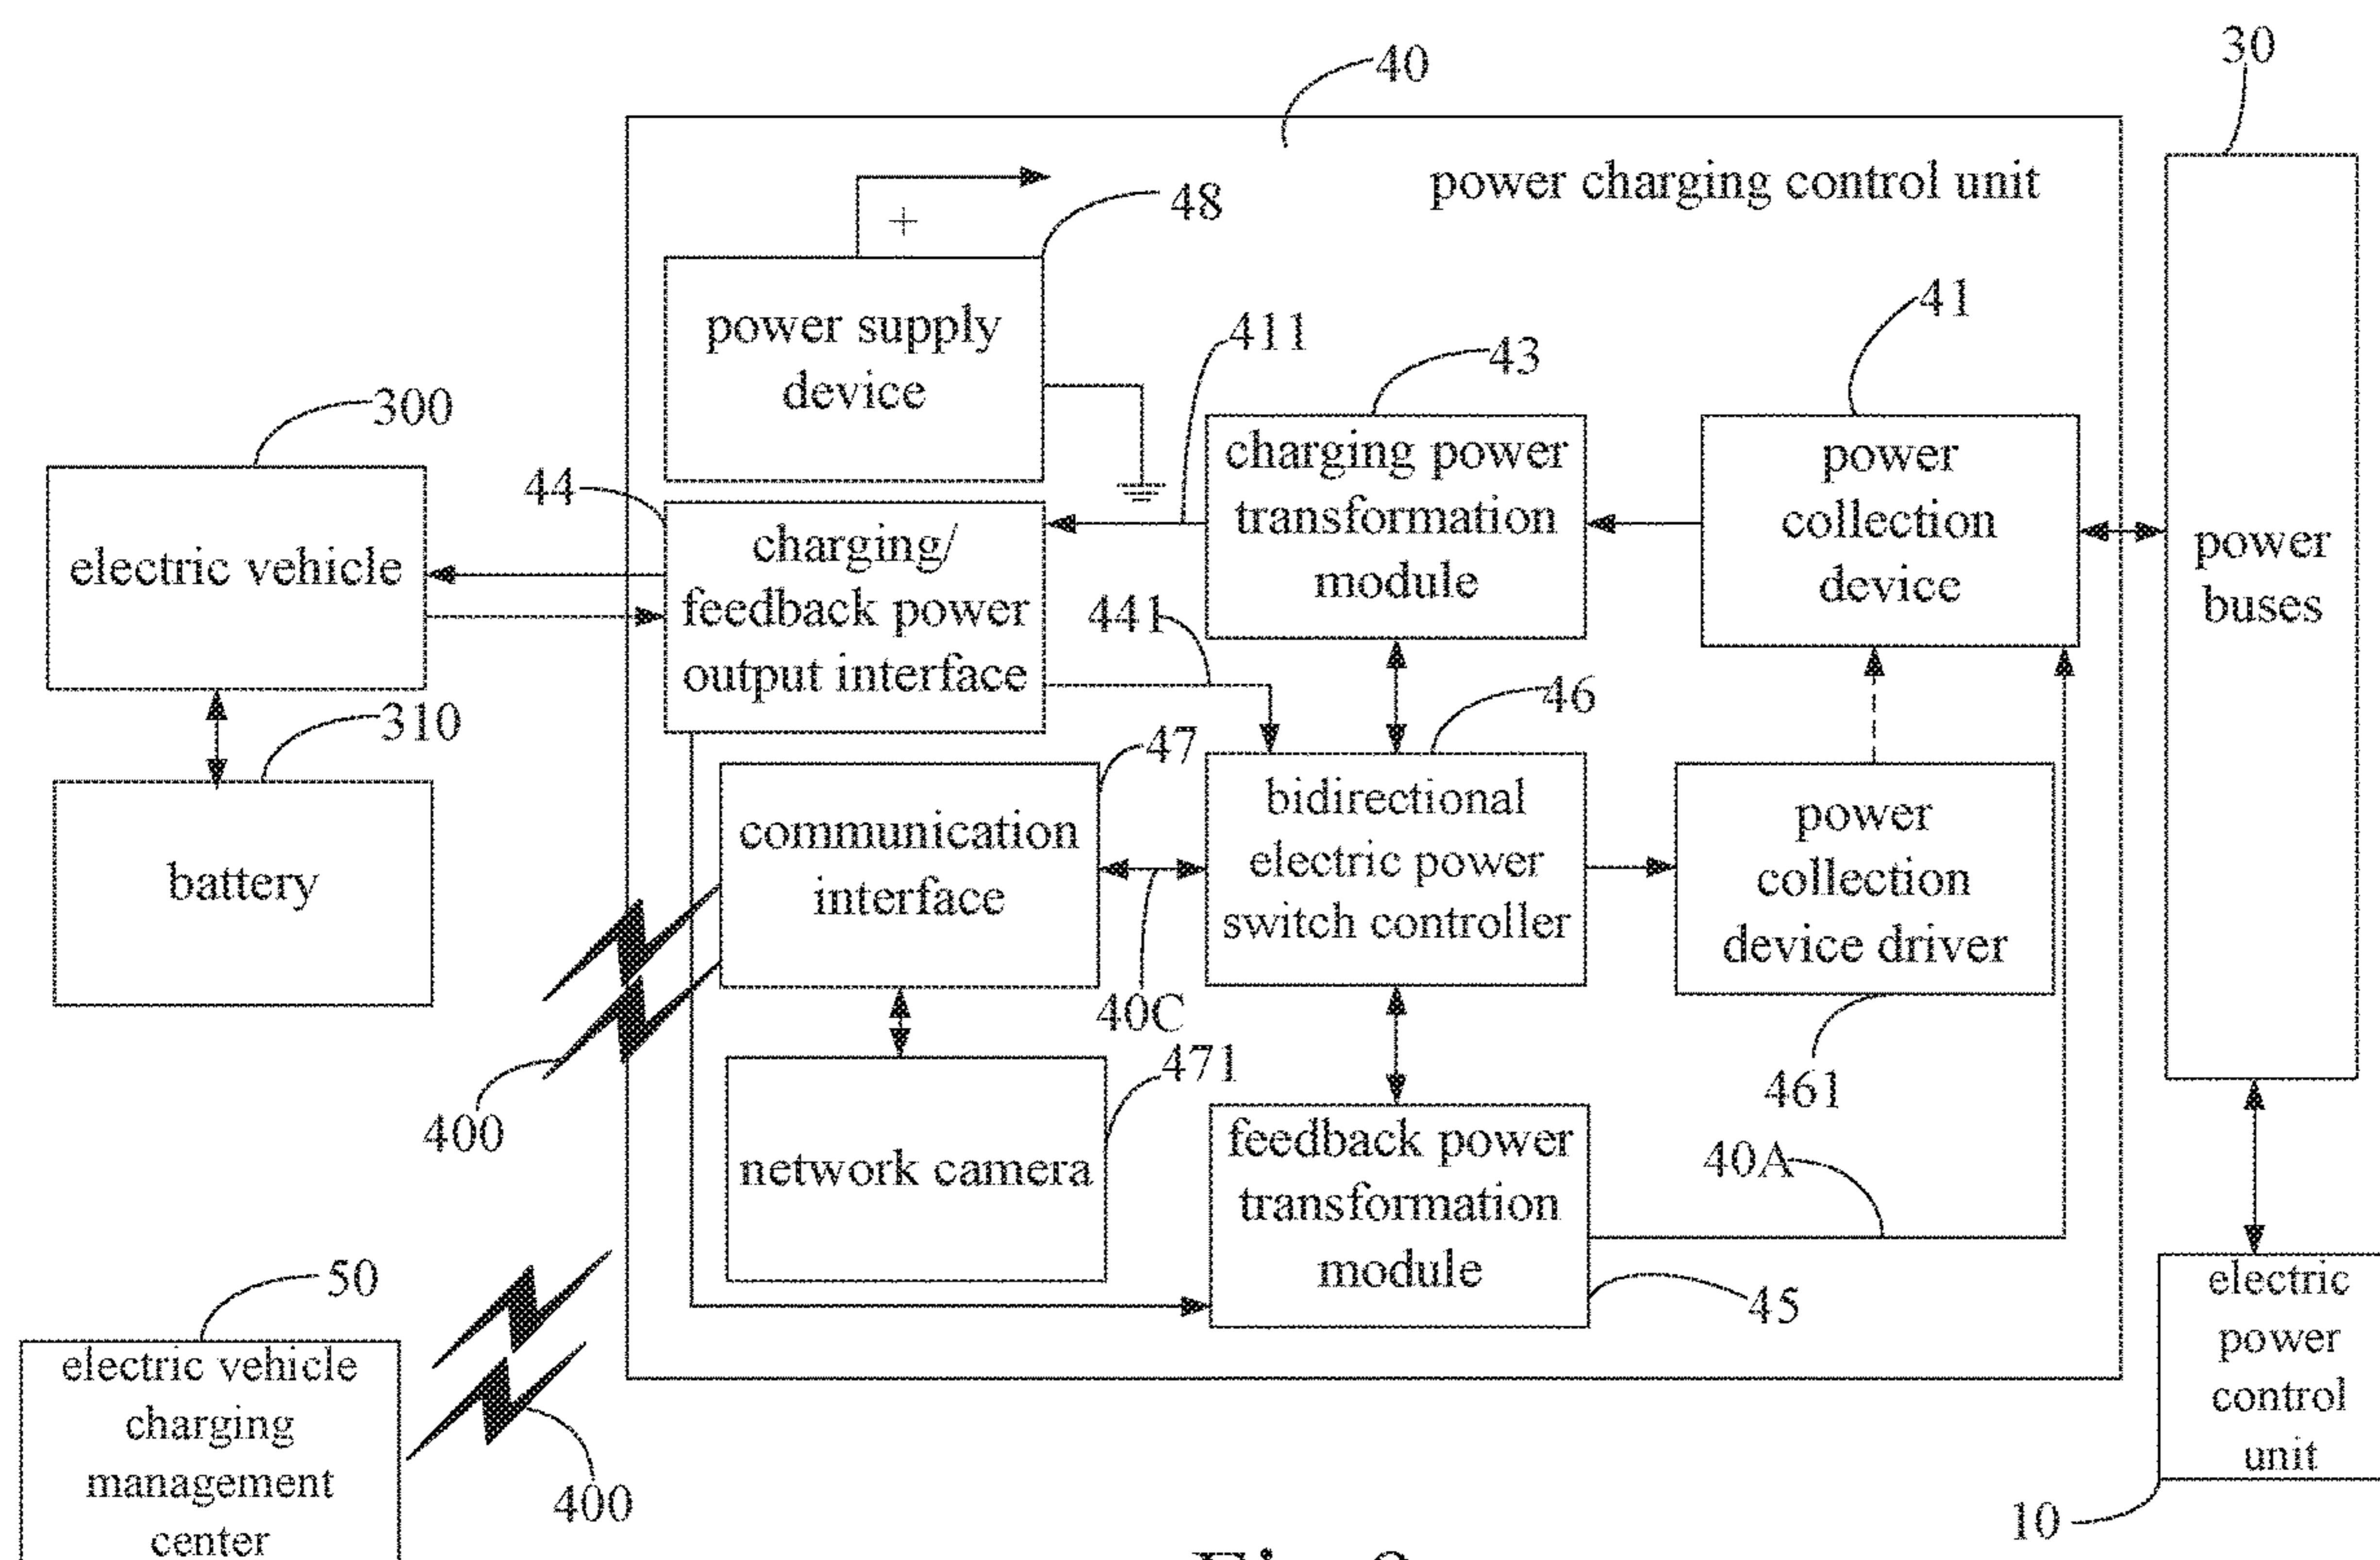 40
30
power charging control unit
+
48
power supply
device
411
43
41
300
44
electric vehicle
charging/
feedback power
output interface
441
charging power
transformation
module
power
collection
device
power
buses
310
battery
47
communication
interface
46
bidirectional
electric power
switch controller
power
collection
device driver
40C
461
400
471
network camera
feedback power
transformation
module
40A
45
50
electric vehicle
charging
management
center
400
electric
power
control
unit
10